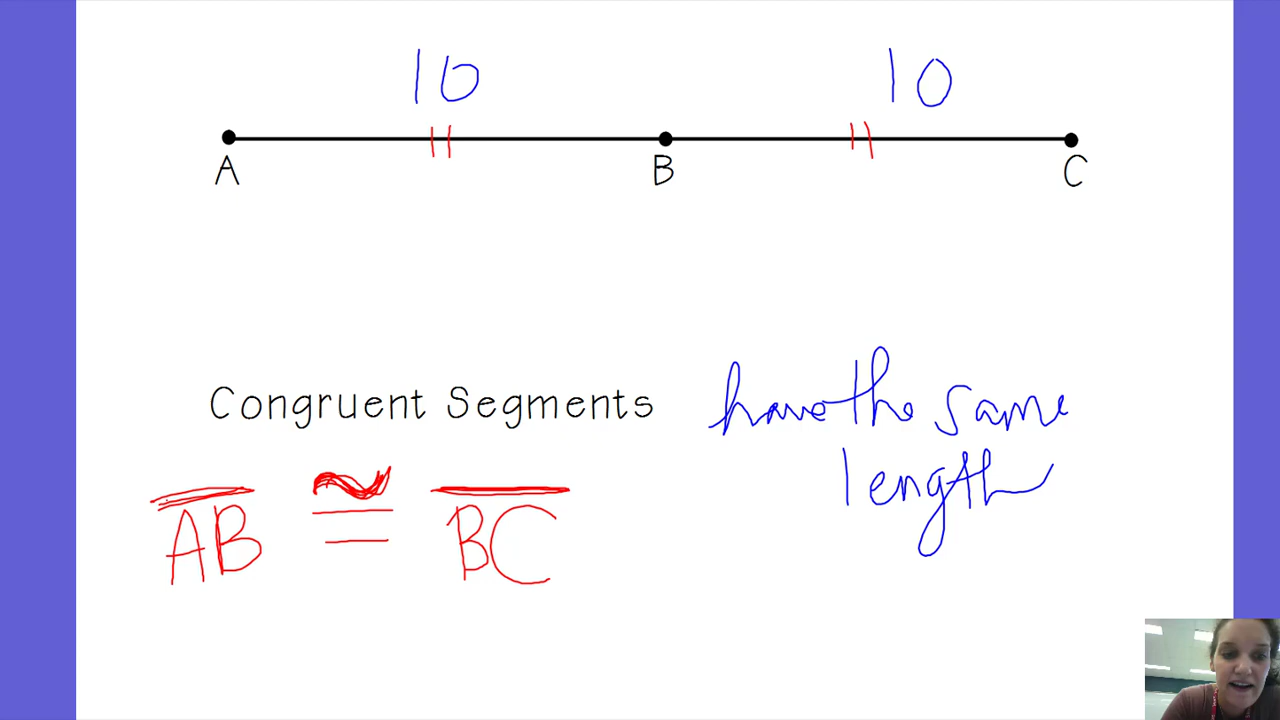 10 10
A B C
Congruent Segments have the same
length
AB ≅ BC